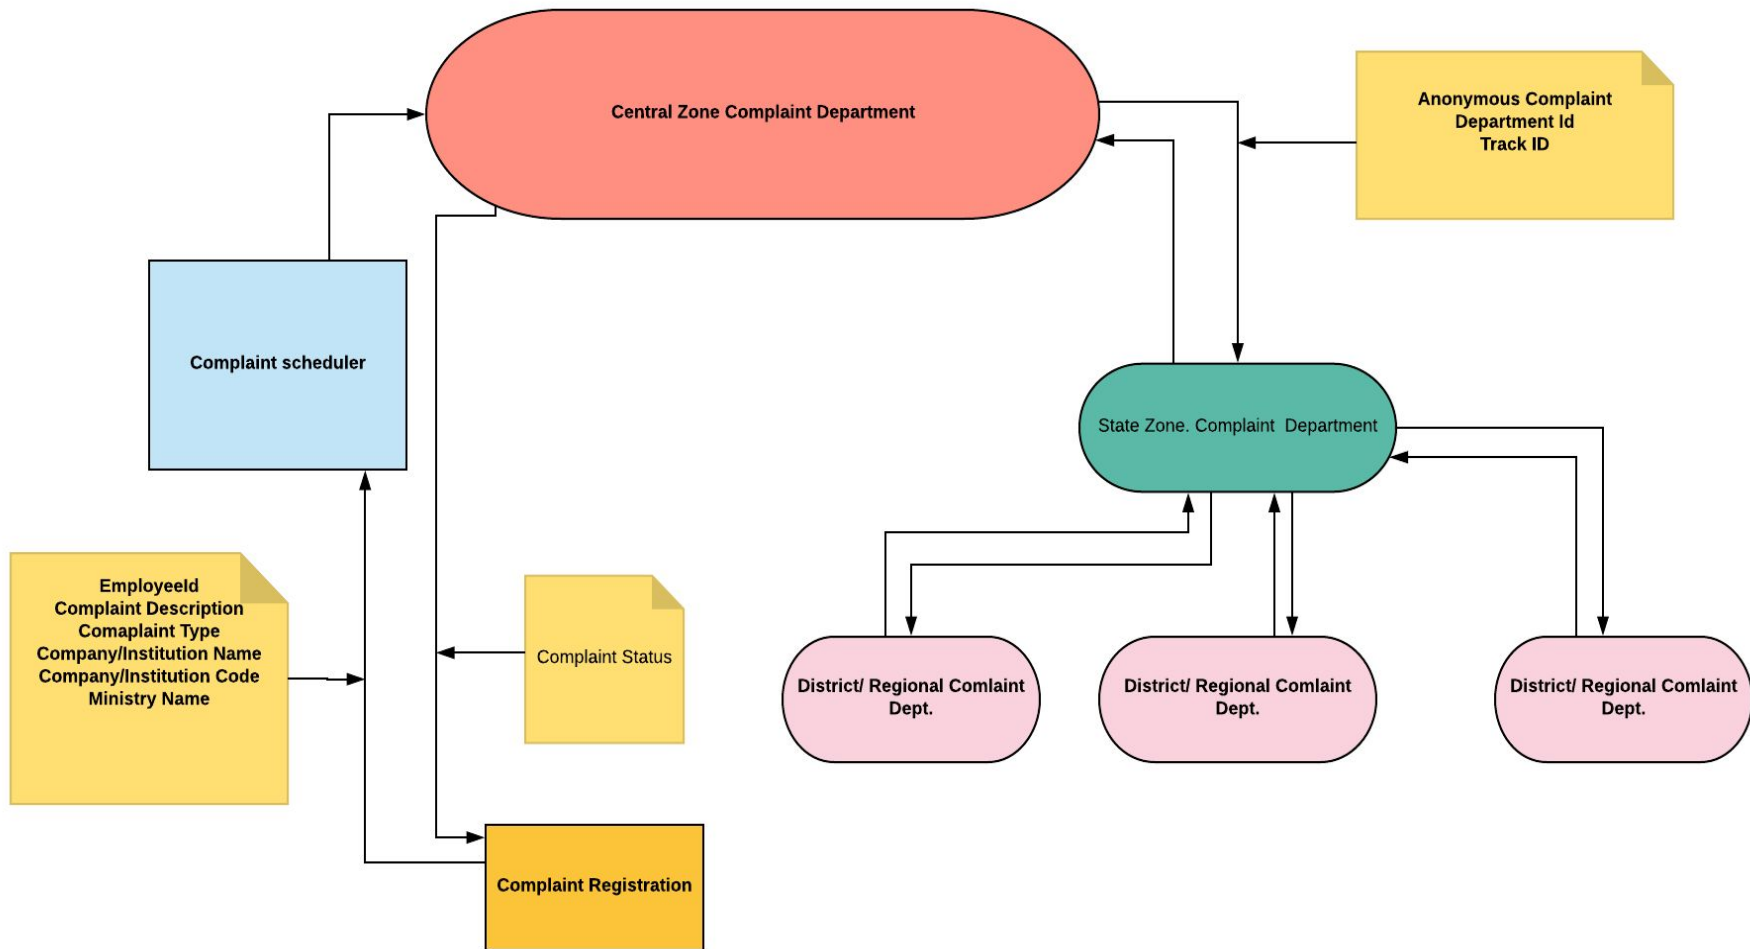 Central Zone Complaint Department
Anonymous Complaint
Department Id
Track ID
Complaint scheduler
State Zone. Complaint  Department
EmployeeId
Complaint Description
Comaplaint Type
Company/Institution Name
Company/Institution Code
Ministry Name
Complaint Status
District/ Regional Comlaint
Dept.
District/ Regional Comlaint
Dept.
District/ Regional Comlaint
Dept.
Complaint Registration